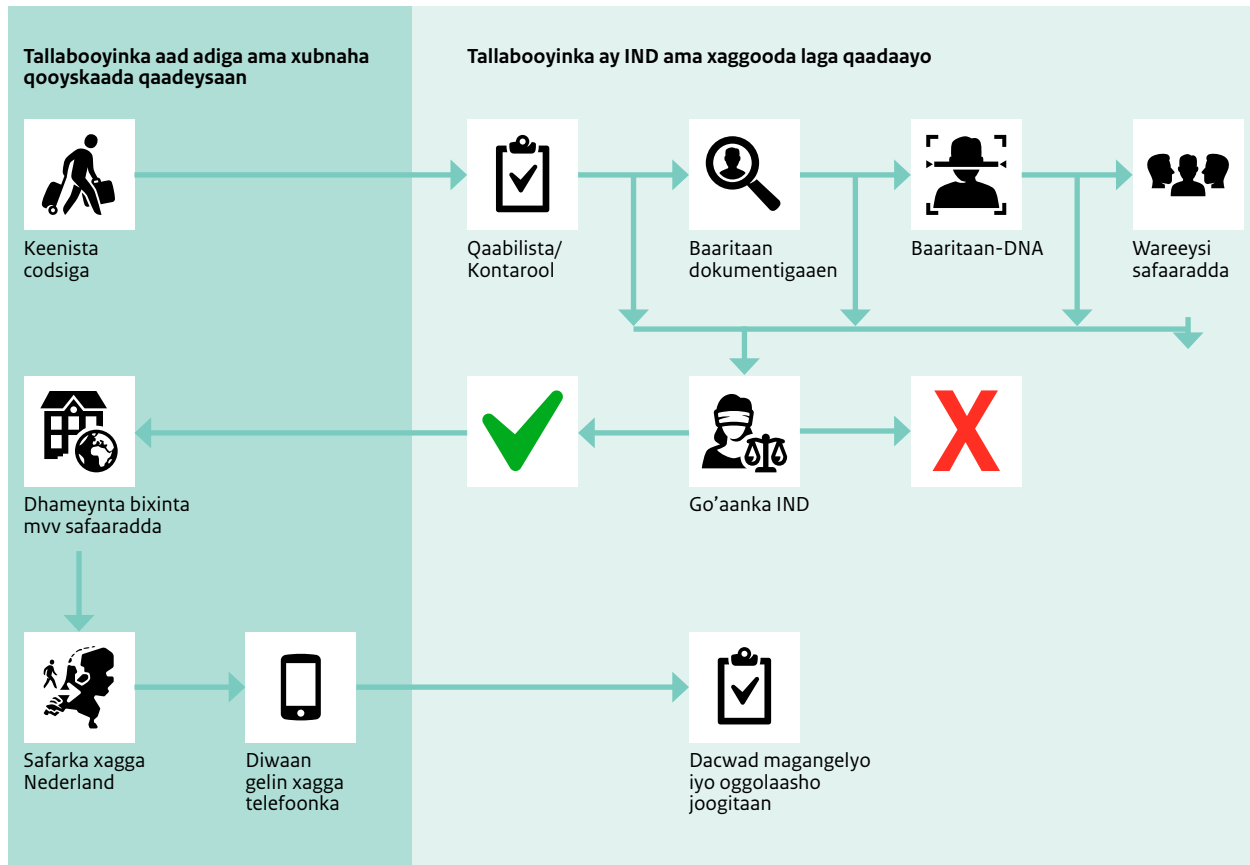 Tallabooyinka aad adiga ama xubnaha
qooyskaada qaadeysaan
Tallabooyinka ay IND ama xaggooda laga qaadaayo
Keenista
codsiga
Qaabilista/
Kontarool
Baaritaan
dokumentigaaen
Baaritaan-DNA
Wareeysi
safaaradda
Dhameynta bixinta
mvv safaaradda
Go’aanka IND
Safarka xagga
Nederland
Diwaan
gelin xagga
telefoonka
Dacwad magangelyo
iyo oggolaasho
joogitaan